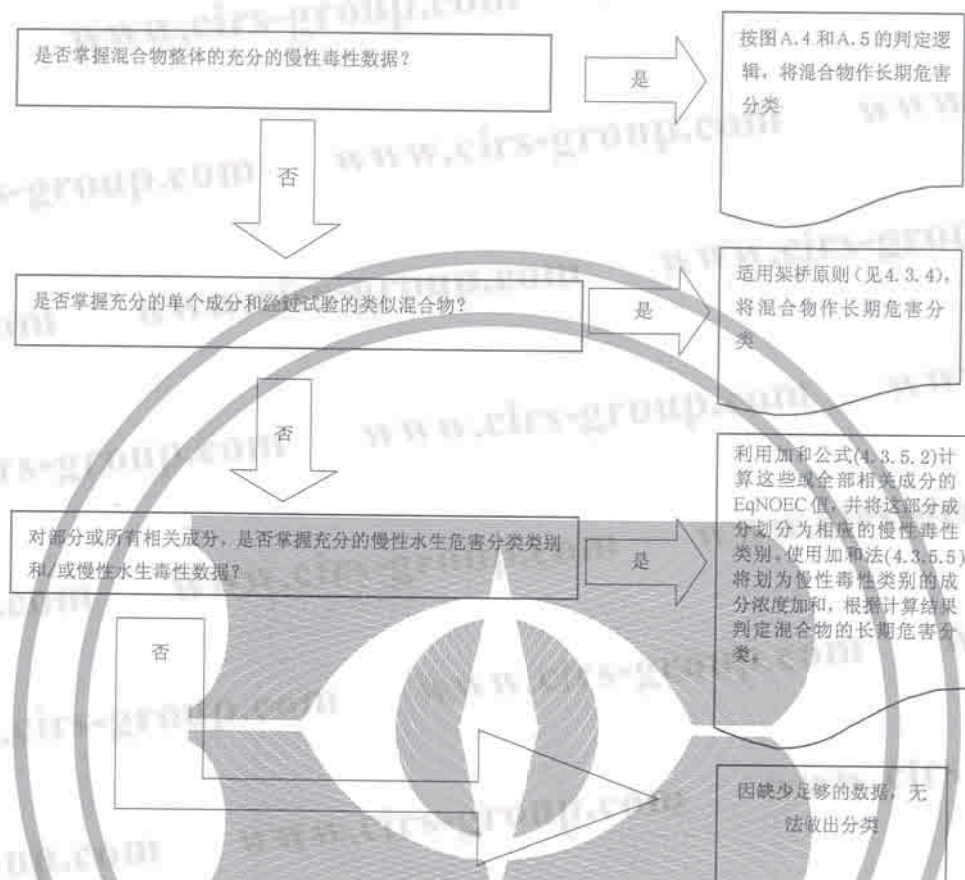 是否掌握混合物整体的充分的慢性毒性数据?
是
按图A.4和A.5的判定逻
辑,将混合物作长期危害
分类
否
是否掌握充分的单个成分和经过试验的类似混合物?
是
适用架桥原则(见4.3.4),
将混合物作长期危害分
类
否
对部分或所有相关成分,是否掌握充分的慢性水生危害分类类别
和/或慢性水生毒性数据?
是
利用加和公式(4.3.5.2)计
算这些或全部相关成分的
EqNOEC值,并将这部分成
分划分为相应的慢性毒性
类别,使用加和法(4.3.5.5)
将划为慢性毒性类别的成
分浓度加和,根据计算结果
判定混合物的长期危害分
类。
否
因缺少足够的数据,无
法做出分类
www.cirs-group.com